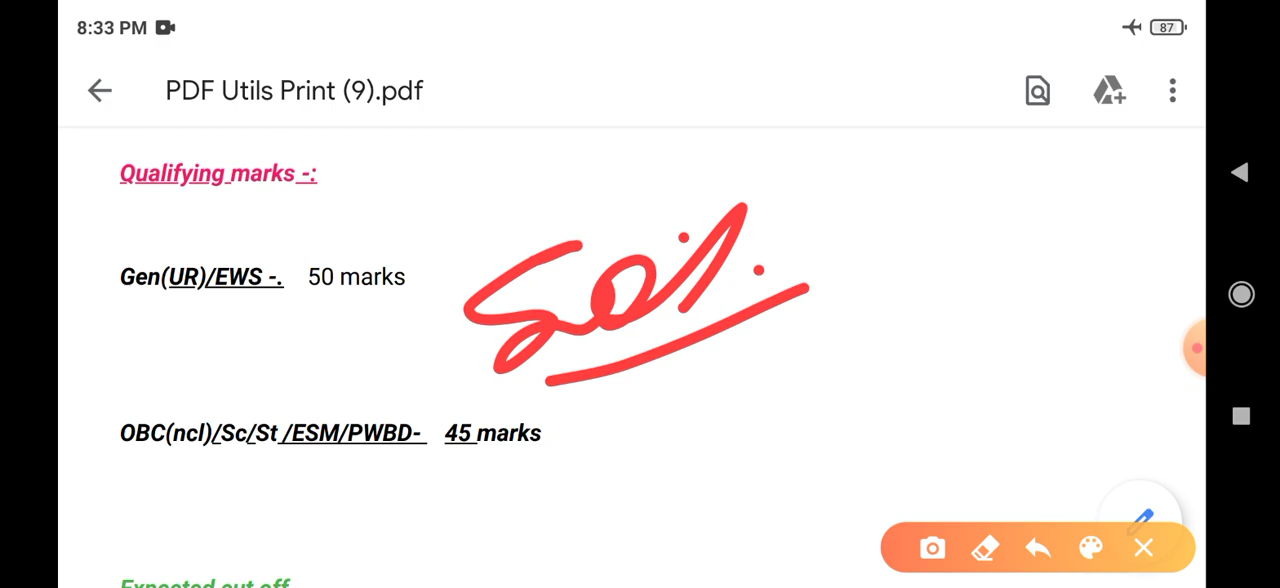 8:33 PM
87
PDF Utils Print (9).pdf
Qualifying marks -:
Gen(UR)/EWS -. 50 marks
OBC(ncl)/Sc/St /ESM/PWBD- 45 marks
Expected cut off